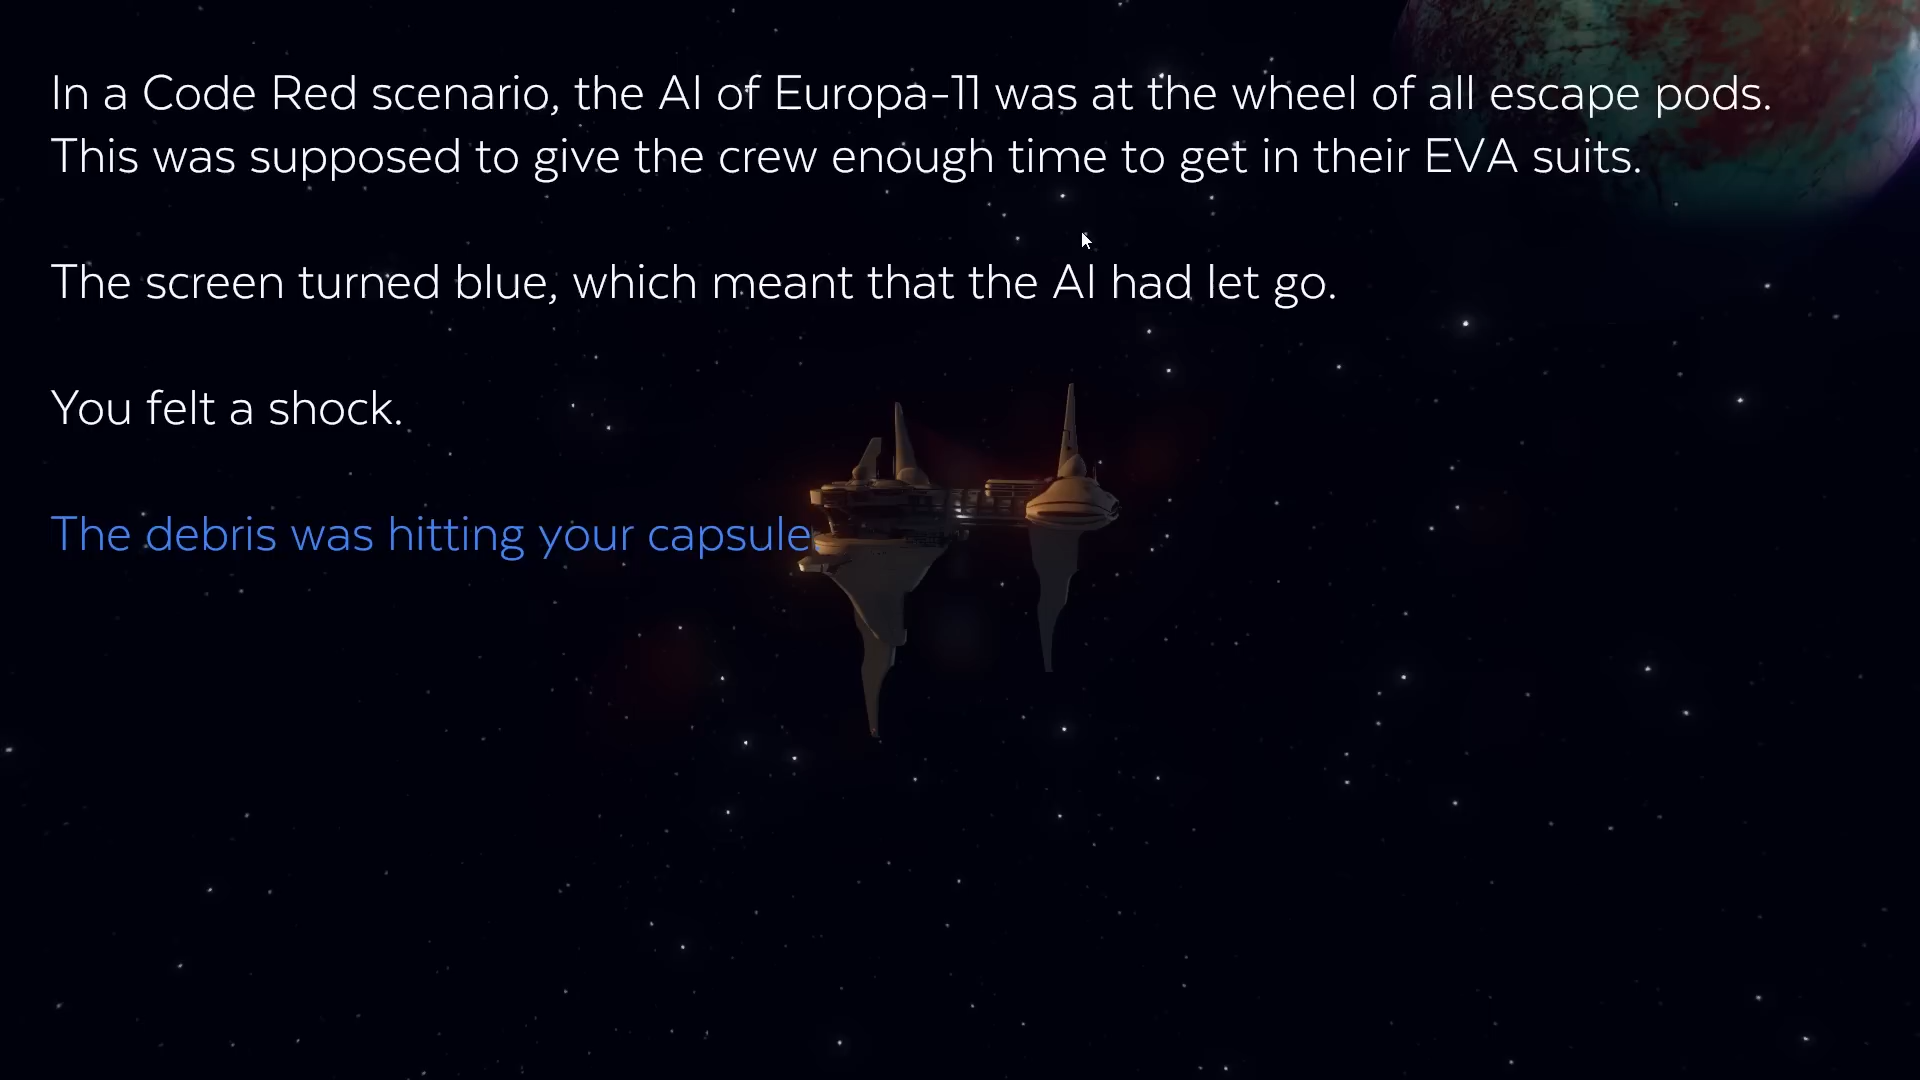 In a Code Red scenario, the AI of Europa-11 was at the wheel of all escape pods.
This was supposed to give the crew enough time to get in their EVA suits.
The screen turned blue, which meant that the AI had let go.
You felt a shock.
The debris was hitting your capsule.